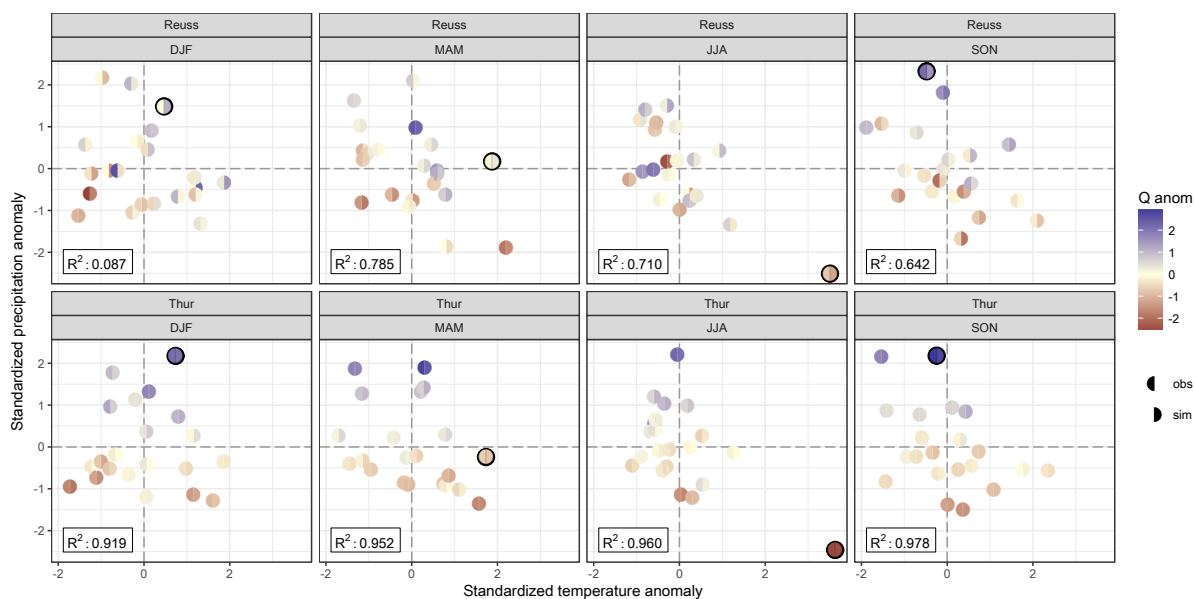 Reuss Reuss Reuss Reuss
DJF MAM JJA SON
2
1
0
-1
-2
R²: 0.087 R²: 0.785 R²: 0.710 R²: 0.642
Thur Thur Thur Thur
DJF MAM JJA SON
2
1
0
-1
-2
R²: 0.919 R²: 0.952 R²: 0.960 R²: 0.978
-2 0 2 -2 0 2 -2 0 2 -2 0 2
Standardized temperature anomaly
Standardized precipitation anomaly
Q anom
2
1
0
-1
-2
obs
sim